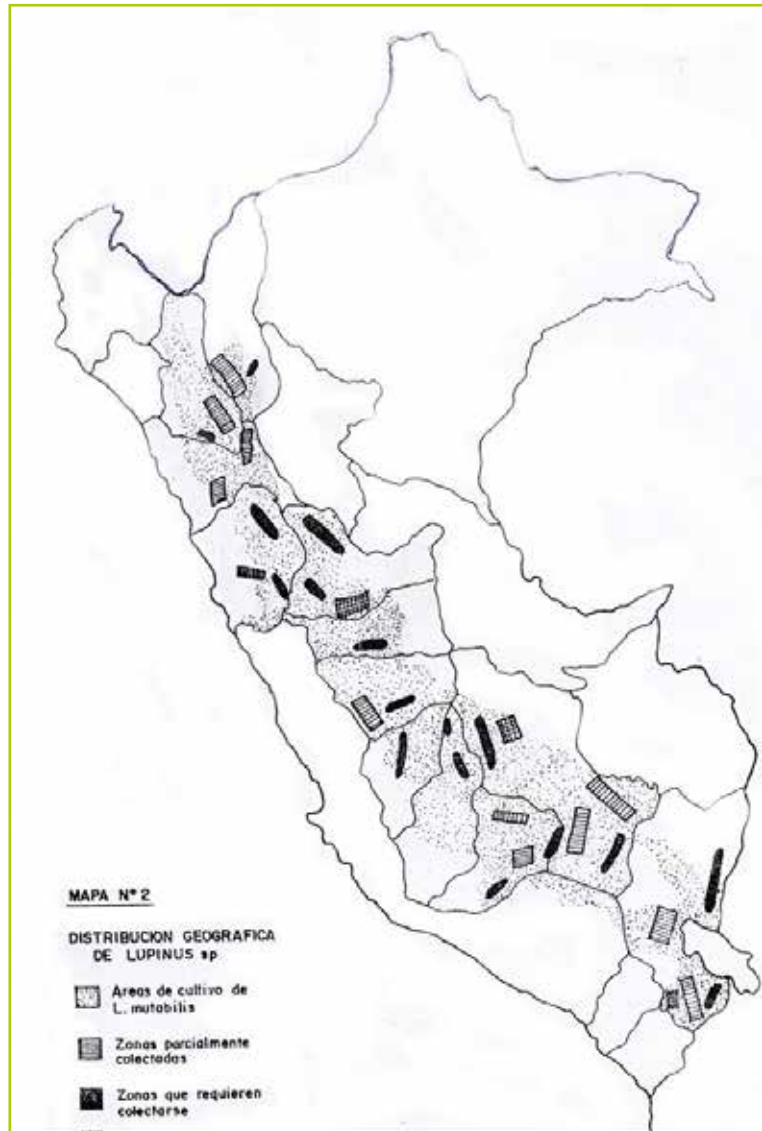 MAPA Nº 2
DISTRIBUCION GEOGRAFICA
DE LUPINUS sp
Areas de cultivo de
L. mutabilis
Zonas parcialmente
colectadas
Zonas que requieren
colectarse